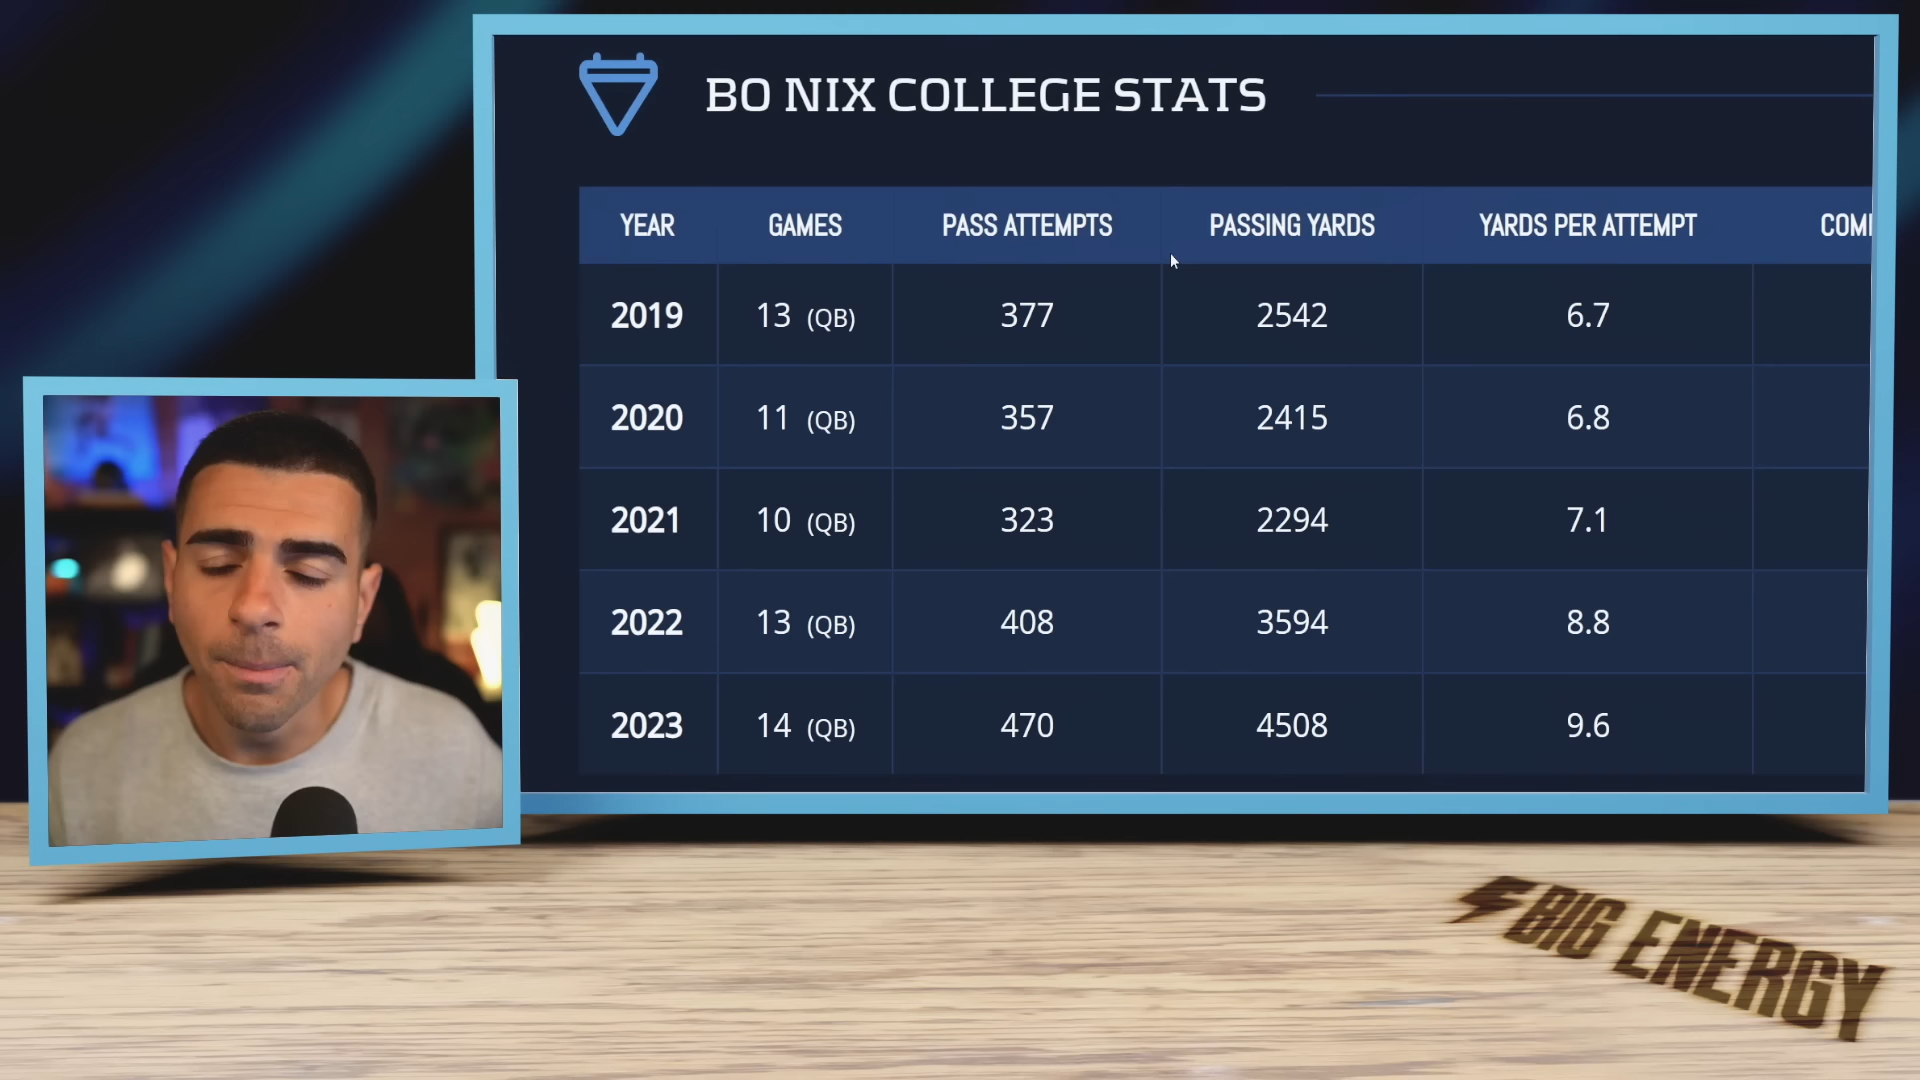 BO NIX COLLEGE STATS
YEAR GAMES PASS ATTEMPTS PASSING YARDS YARDS PER ATTEMPT COM
2019 13 (QB) 377 2542 6.7
2020 11 (QB) 357 2415 6.8
2021 10 (QB) 323 2294 7.1
2022 13 (QB) 408 3594 8.8
2023 14 (QB) 470 4508 9.6
BIG ENERGY